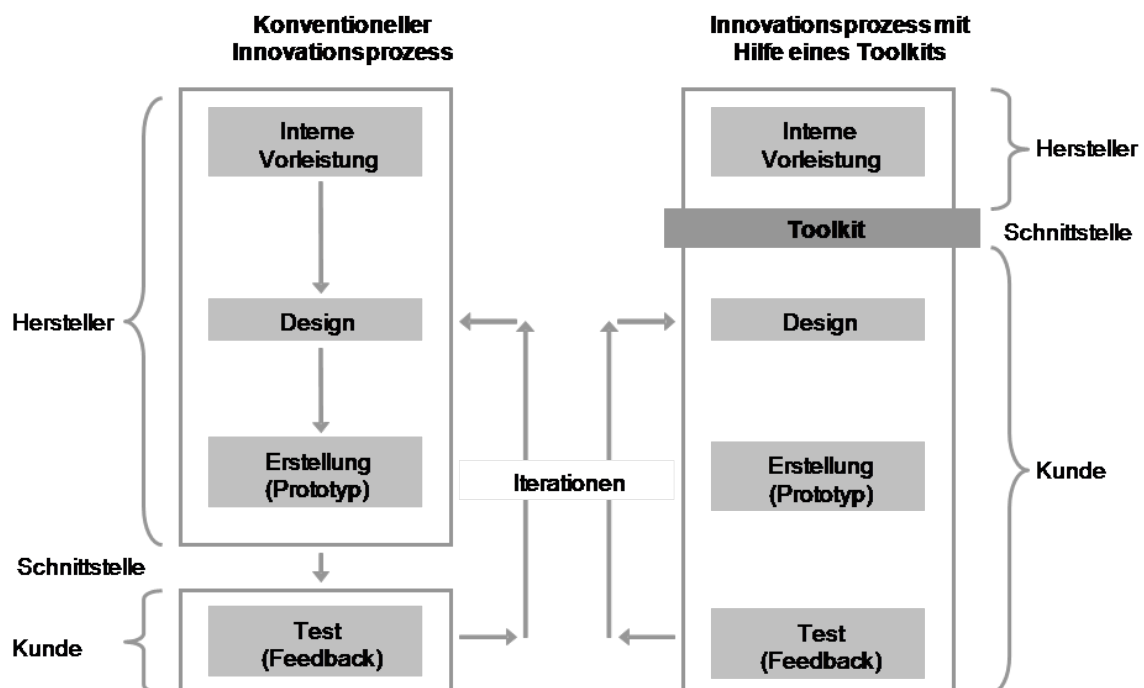 Konventioneller
Innovationsprozess
Hersteller
Interne
Vorleistung
Design
Erstellung
(Prototyp)
Schnittstelle
Kunde
Test
(Feedback)
Iterationen
Innovationsprozess mit
Hilfe eines Toolkits
Interne
Vorleistung
Hersteller
Toolkit
Schnittstelle
Design
Erstellung
(Prototyp)
Kunde
Test
(Feedback)